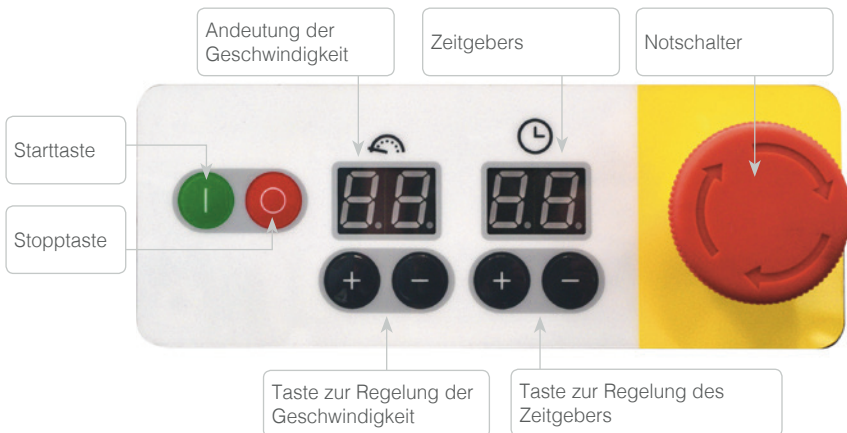 Andeutung der
Geschwindigkeit
Zeitgebers
Notschalter
Starttaste
Stopptaste
Taste zur Regelung der
Geschwindigkeit
Taste zur Regelung des
Zeitgebers